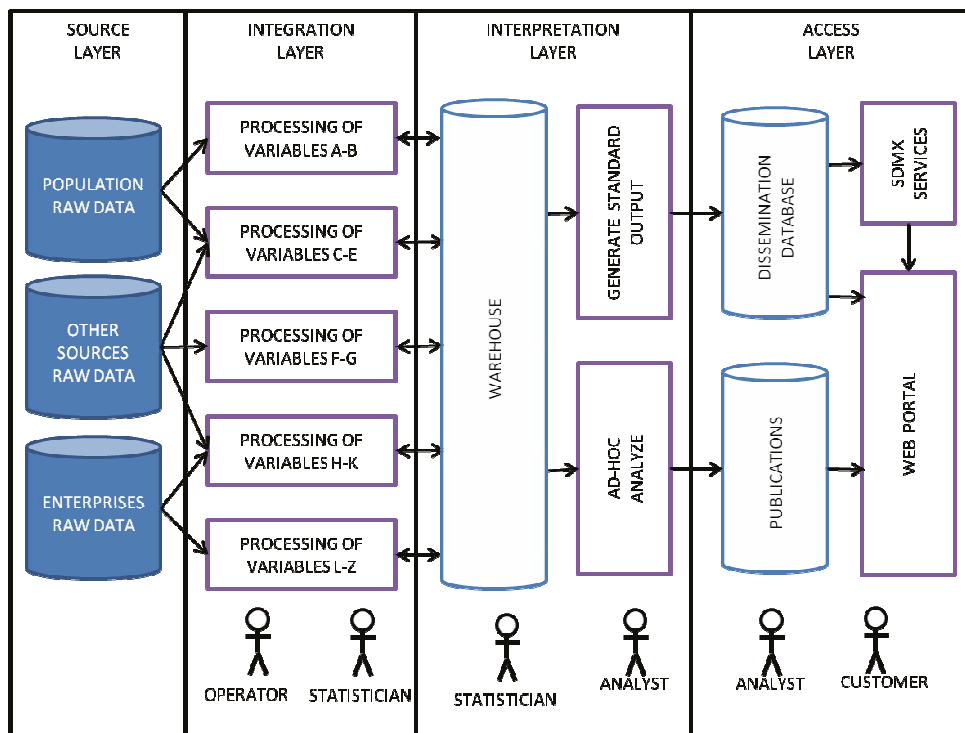 SOURCE
LAYER
INTEGRATION
LAYER
INTERPRETATION
LAYER
ACCESS
LAYER
POPULATION
RAW DATA
OTHER
SOURCES
RAW DATA
ENTERPRISES
RAW DATA
PROCESSING OF
VARIABLES A-B
PROCESSING OF
VARIABLES C-E
PROCESSING OF
VARIABLES F-G
PROCESSING OF
VARIABLES H-K
PROCESSING OF
VARIABLES L-Z
OPERATOR
STATISTICIAN
WAREHOUSE
GENERATE STANDARD
OUTPUT
AD-HOC
ANALYZE
STATISTICIAN
ANALYST
DISSEMINATION
DATABASE
PUBLICATIONS
SDMX
SERVICES
WEB PORTAL
ANALYST
CUSTOMER